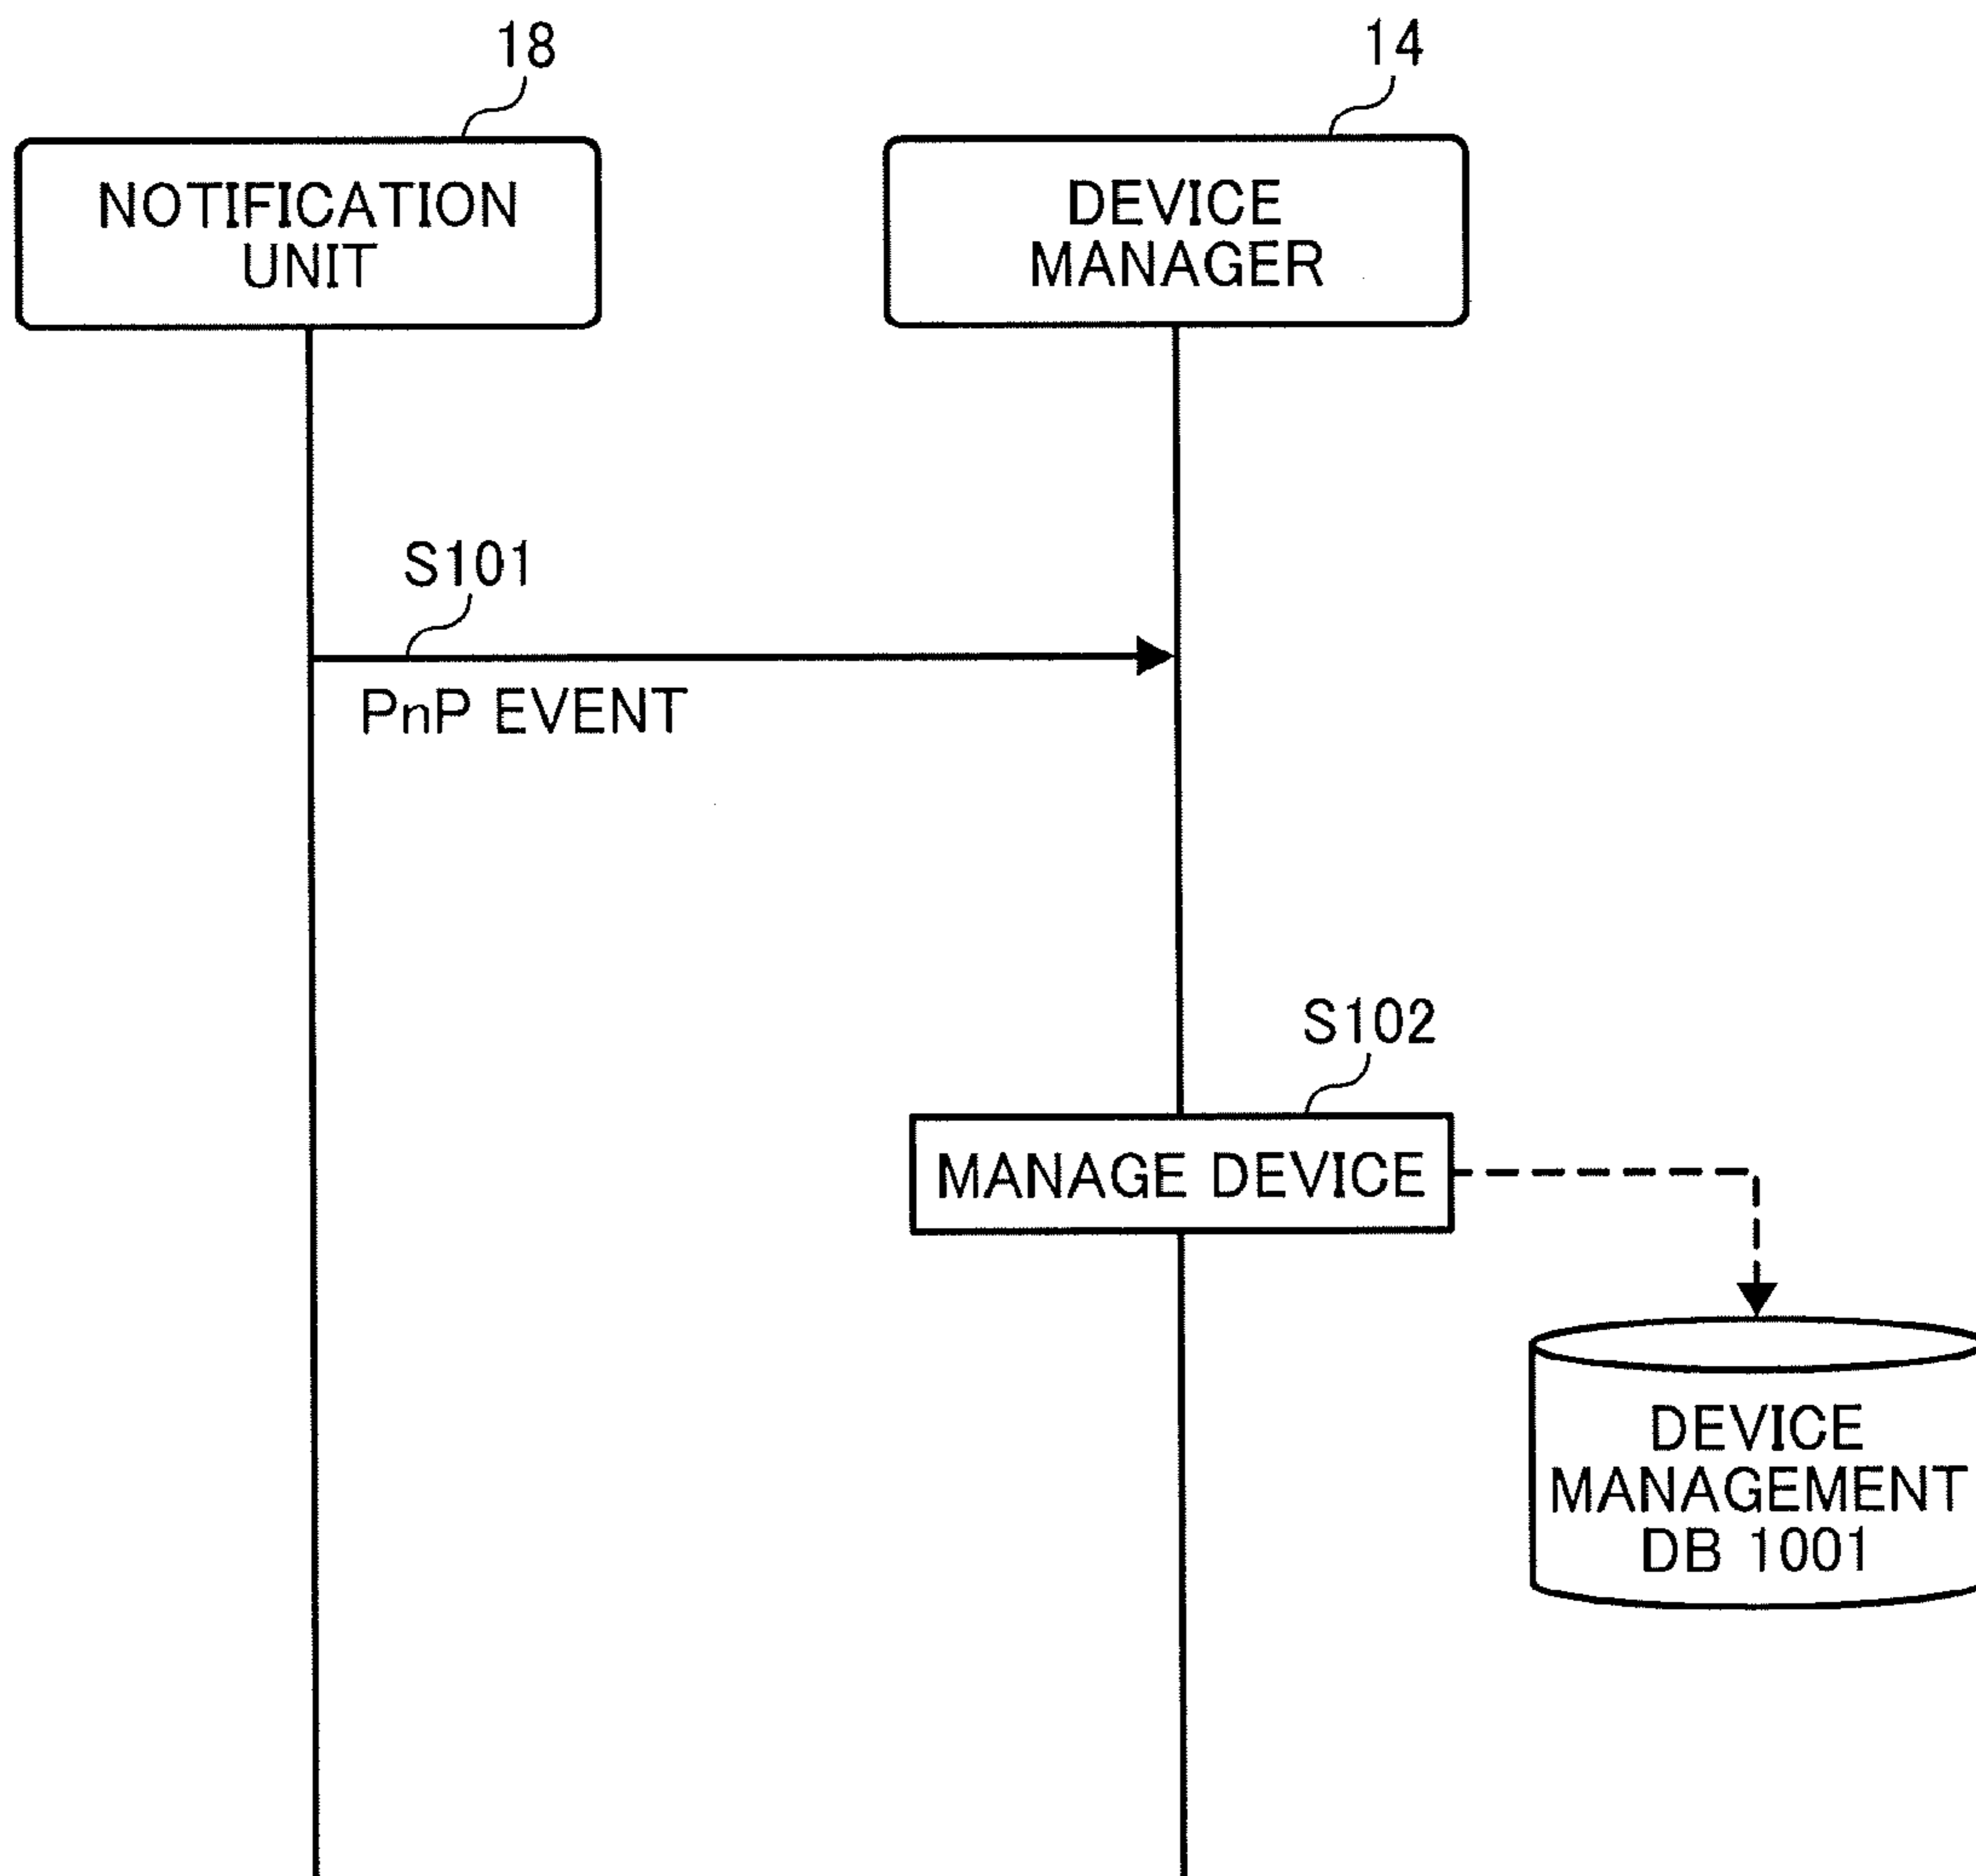 18
14
NOTIFICATION
UNIT
DEVICE
MANAGER
S101
PnP EVENT
S102
MANAGE DEVICE
DEVICE
MANAGEMENT
DB 1001